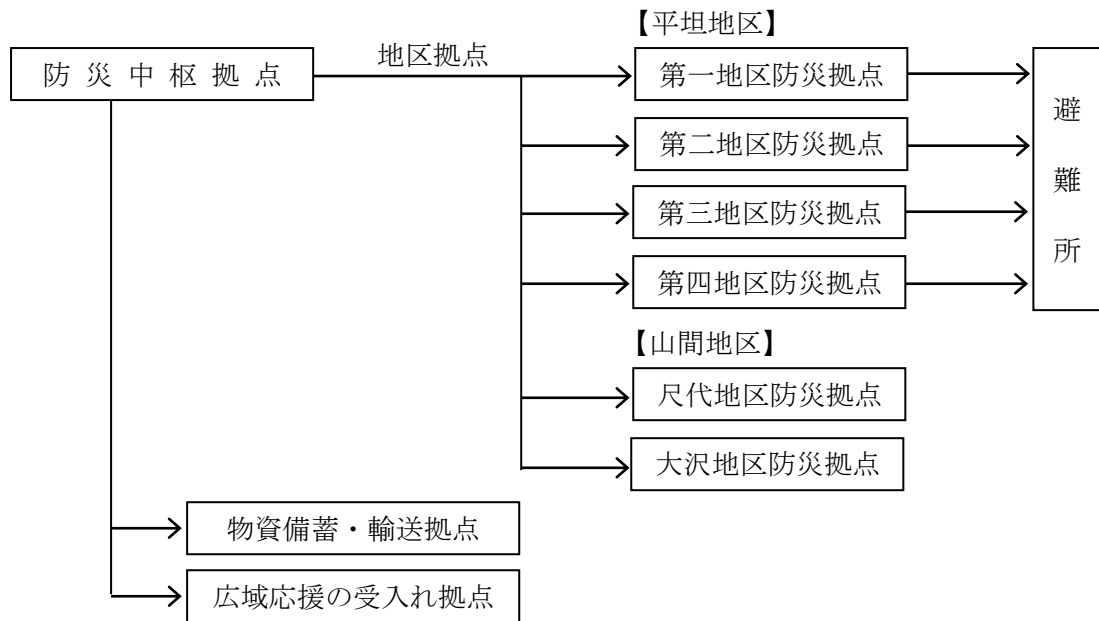 【平坦地区】
防災中枢拠点
地区拠点
第一地区防災拠点
第二地区防災拠点
第三地区防災拠点
第四地区防災拠点
避難所
【山間地区】
尺代地区防災拠点
大沢地区防災拠点
物資備蓄・輸送拠点
広域応援の受入れ拠点